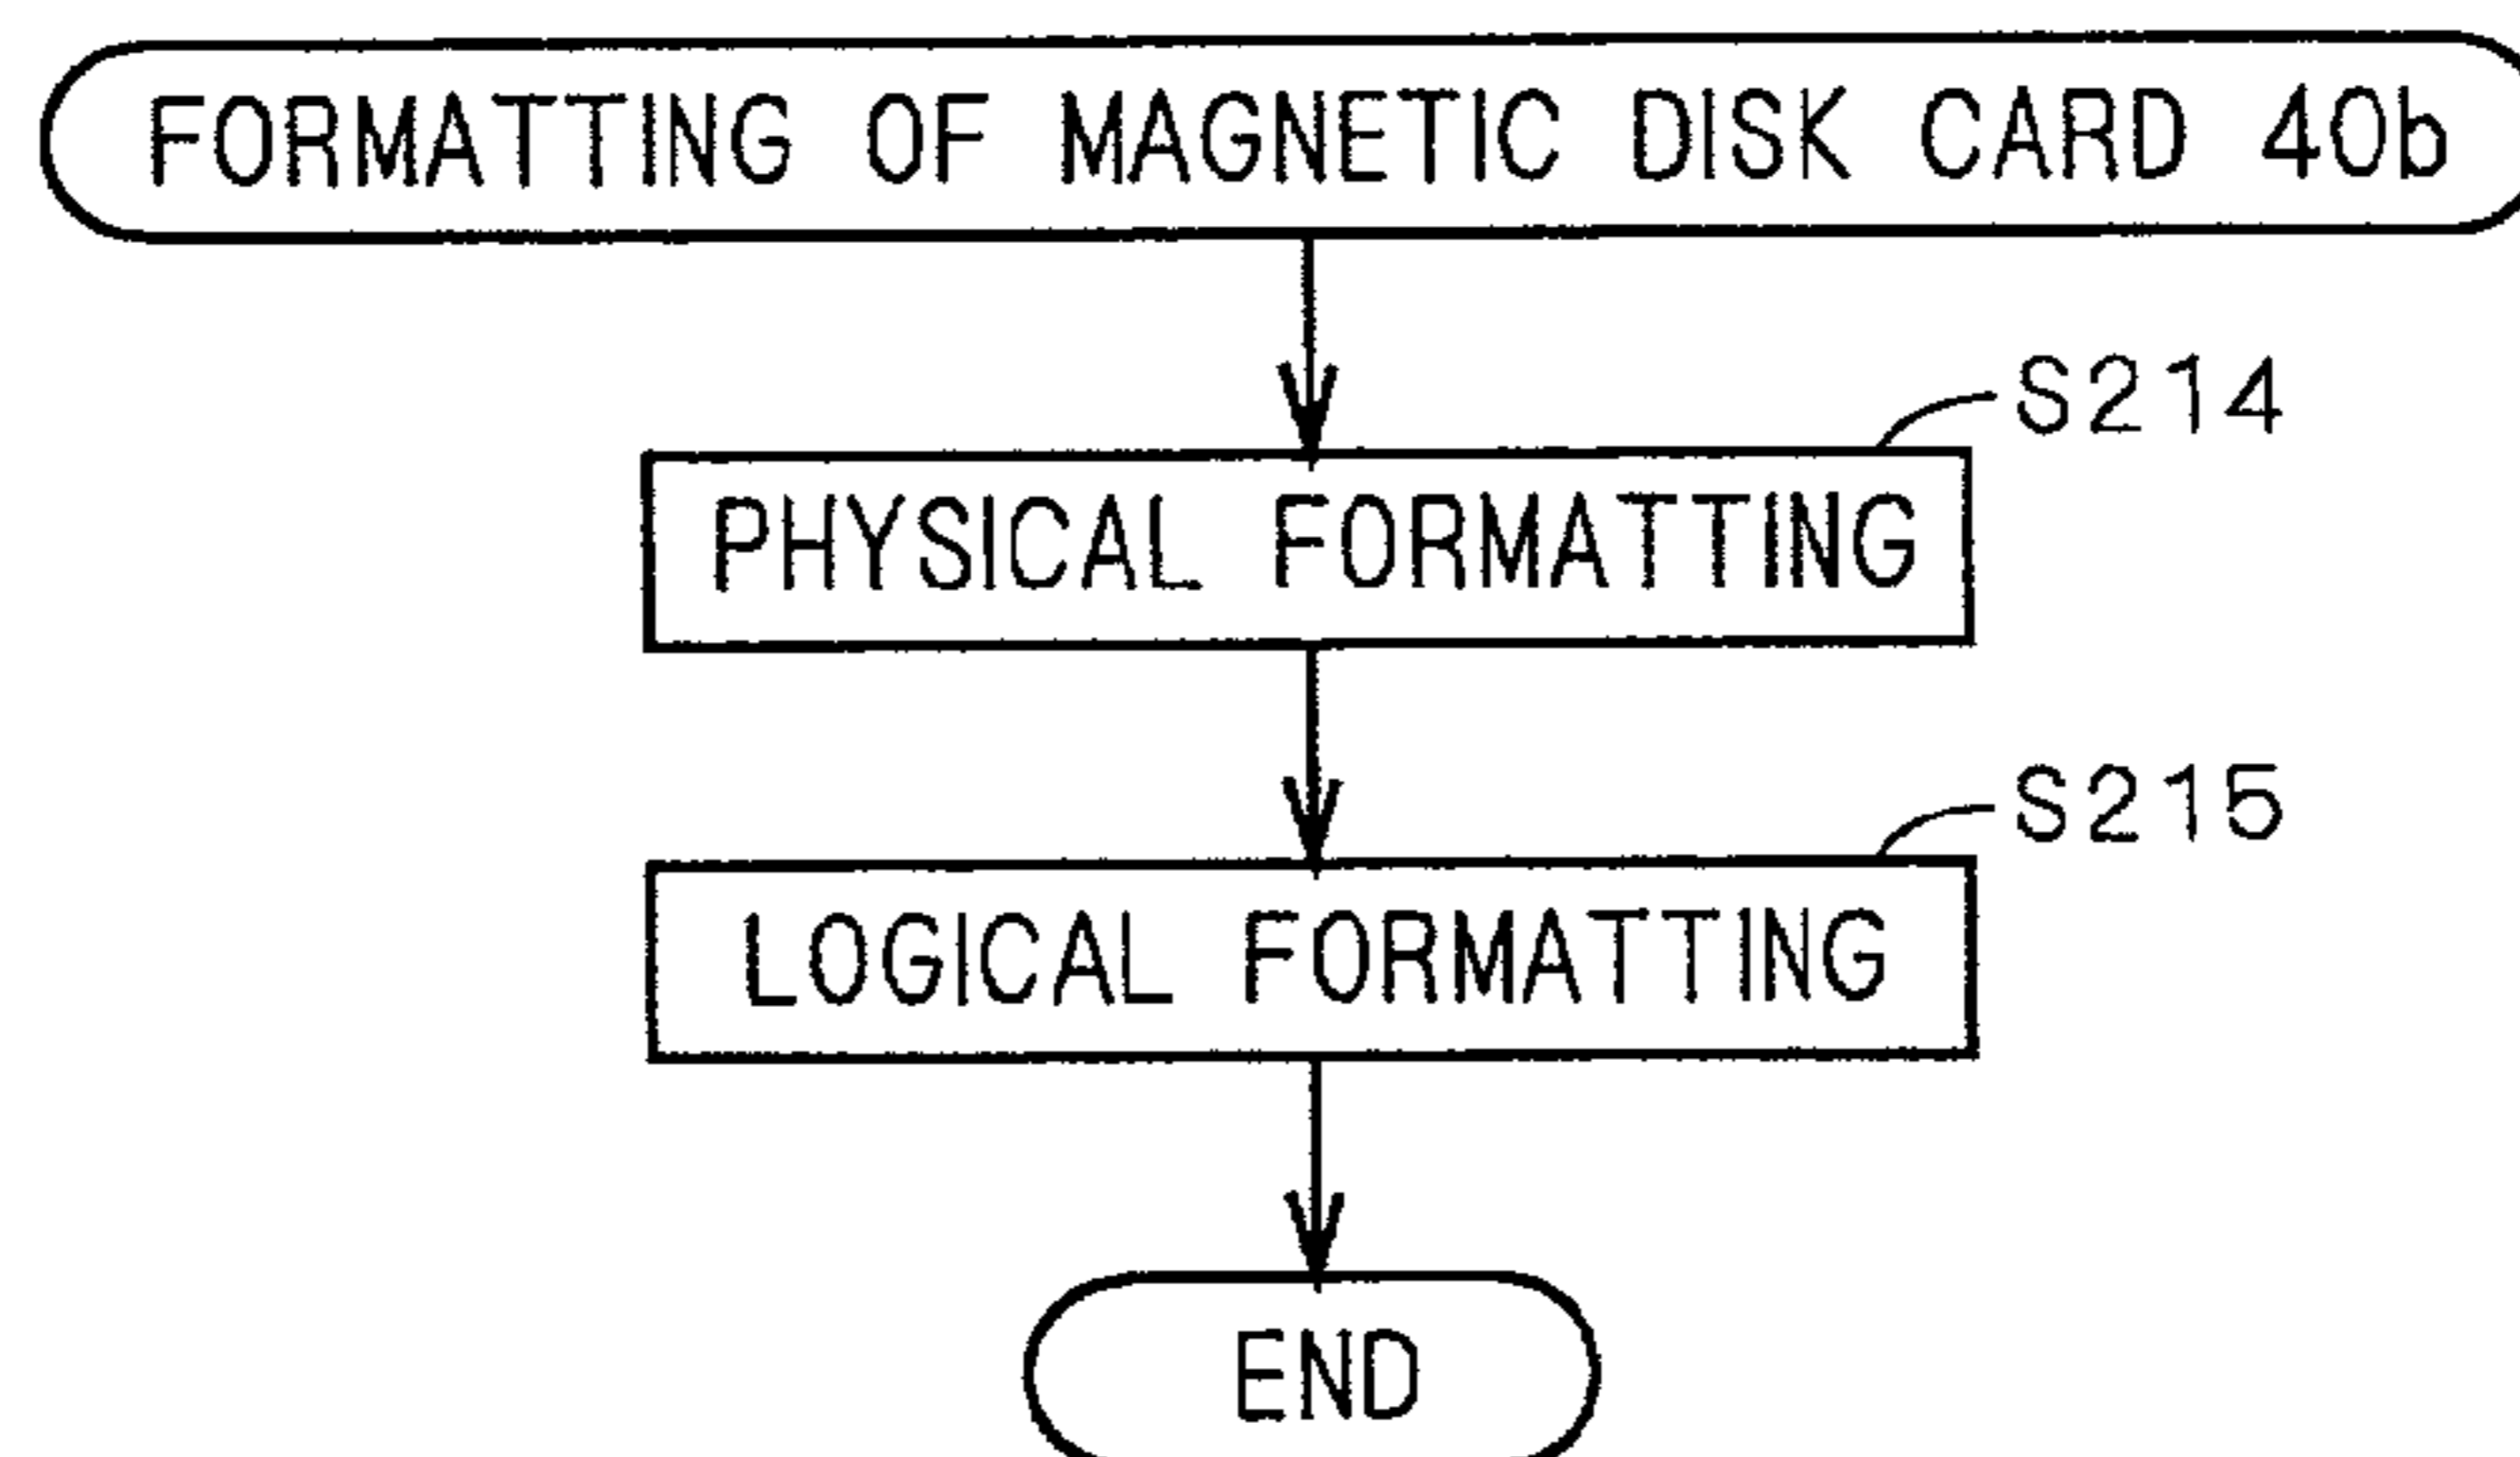 FORMATTING OF MAGNETIC DISK CARD 40b
S214
PHYSICAL FORMATTING
S215
LOGICAL FORMATTING
END